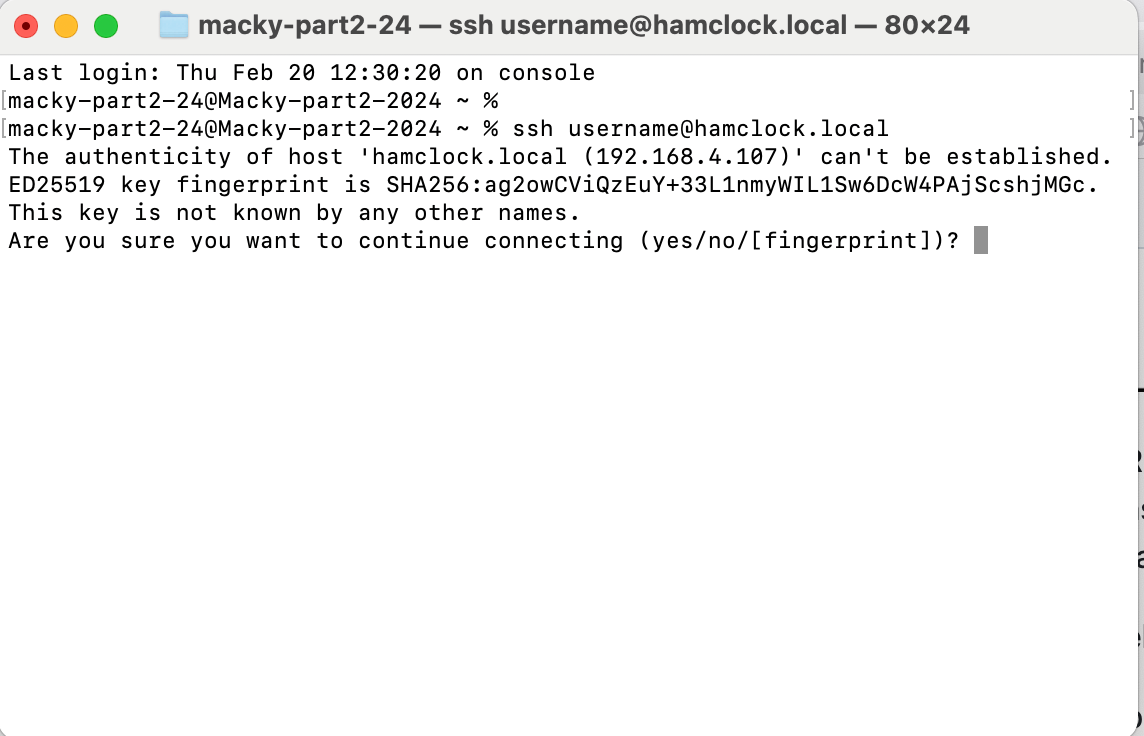 macky-part2-24 — ssh username@hamclock.local — 80×24
Last login: Thu Feb 20 12:30:20 on console
[macky-part2-24@Macky-part2-2024 ~ % ]
[macky-part2-24@Macky-part2-2024 ~ % ssh username@hamclock.local ]
The authenticity of host 'hamclock.local (192.168.4.107)' can't be established.
ED25519 key fingerprint is SHA256:ag2owCViQzEuY+33L1nmyWIL1Sw6DcW4PAjScshjMGc.
This key is not known by any other names.
Are you sure you want to continue connecting (yes/no/[fingerprint])?